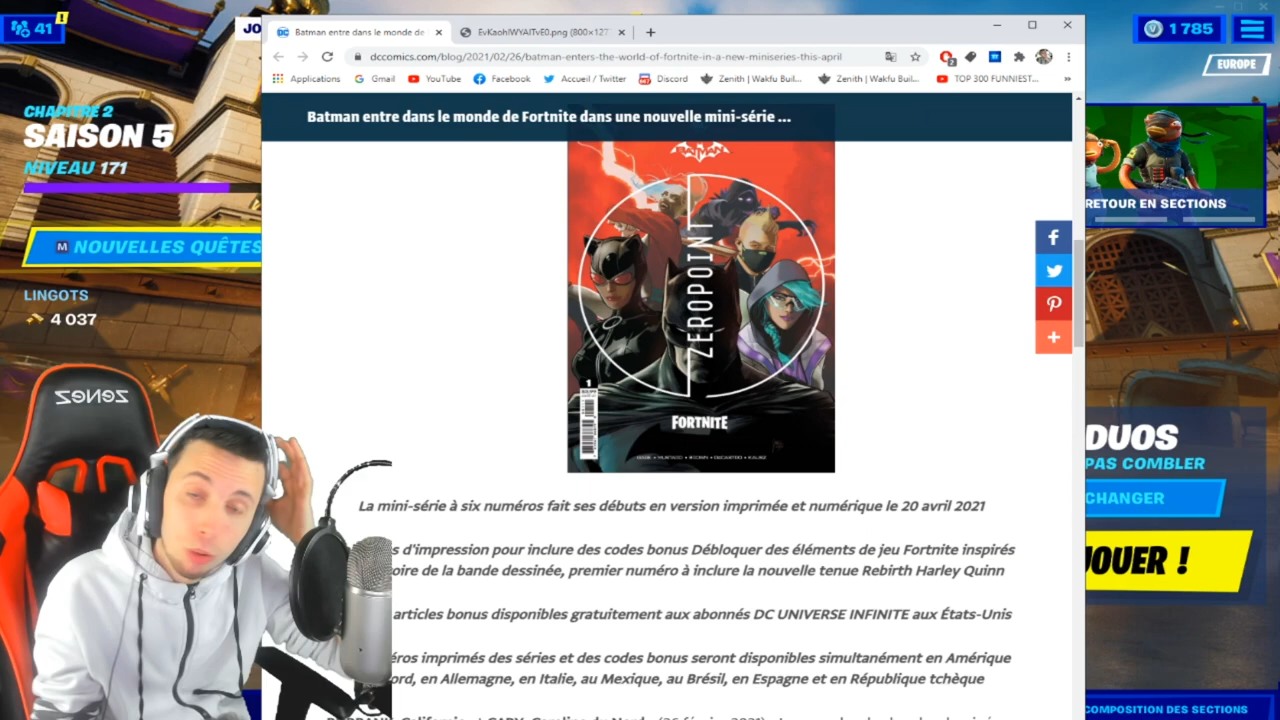 41
!
JO
1 785
EUROPE
CHAPITRE 2
SAISON 5
NIVEAU 171
M NOUVELLES QUÊTES
LINGOTS
4 037
Batman entre dans le monde de
EvKaohIWYAITvE0.png (800×127
dccomics.com/blog/2021/02/26/batman-enters-the-world-of-fortnite-in-a-new-miniseries-this-april
Applications
Gmail
YouTube
Facebook
Accueil / Twitter
Discord
Zenith | Wakfu Buil...
Zenith | Wakfu Buil...
TOP 300 FUNNIEST...
»
Batman entre dans le monde de Fortnite dans une nouvelle mini-série ...
ZEROPOINT
1
FORTNITE
RETOUR EN SECTIONS
La mini-série à six numéros fait ses débuts en version imprimée et numérique le 20 avril 2021
s d'impression pour inclure des codes bonus Débloquer des éléments de jeu Fortnite inspirés
oire de la bande dessinée, premier numéro à inclure la nouvelle tenue Rebirth Harley Quinn
articles bonus disponibles gratuitement aux abonnés DC UNIVERSE INFINITE aux États-Unis
éros imprimés des séries et des codes bonus seront disponibles simultanément en Amérique
ord, en Allemagne, en Italie, au Mexique, au Brésil, en Espagne et en République tchèque
DUOS
PAS COMBLER
CHANGER
JOUER !
COMPOSITION DES SECTIONS
ZENEZ